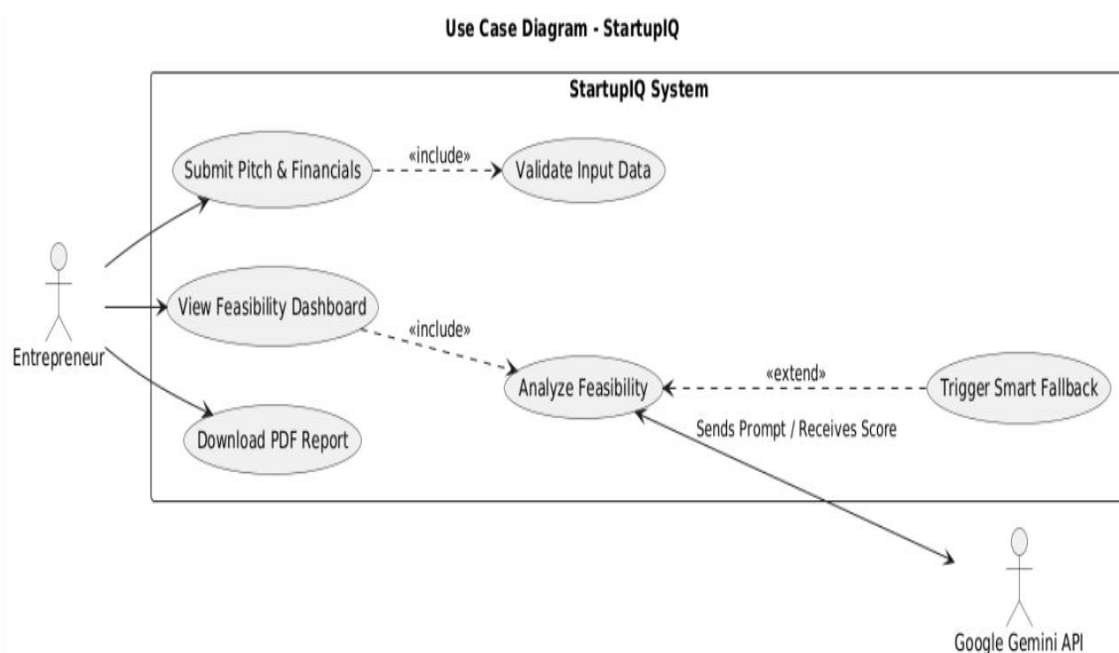 Use Case Diagram - StartupIQ
StartupIQ System
Submit Pitch & Financials
«include»
Validate Input Data
View Feasibility Dashboard
«include»
Entrepreneur
Analyze Feasibility
«extend»
Trigger Smart Fallback
Sends Prompt / Receives Score
Download PDF Report
Google Gemini API